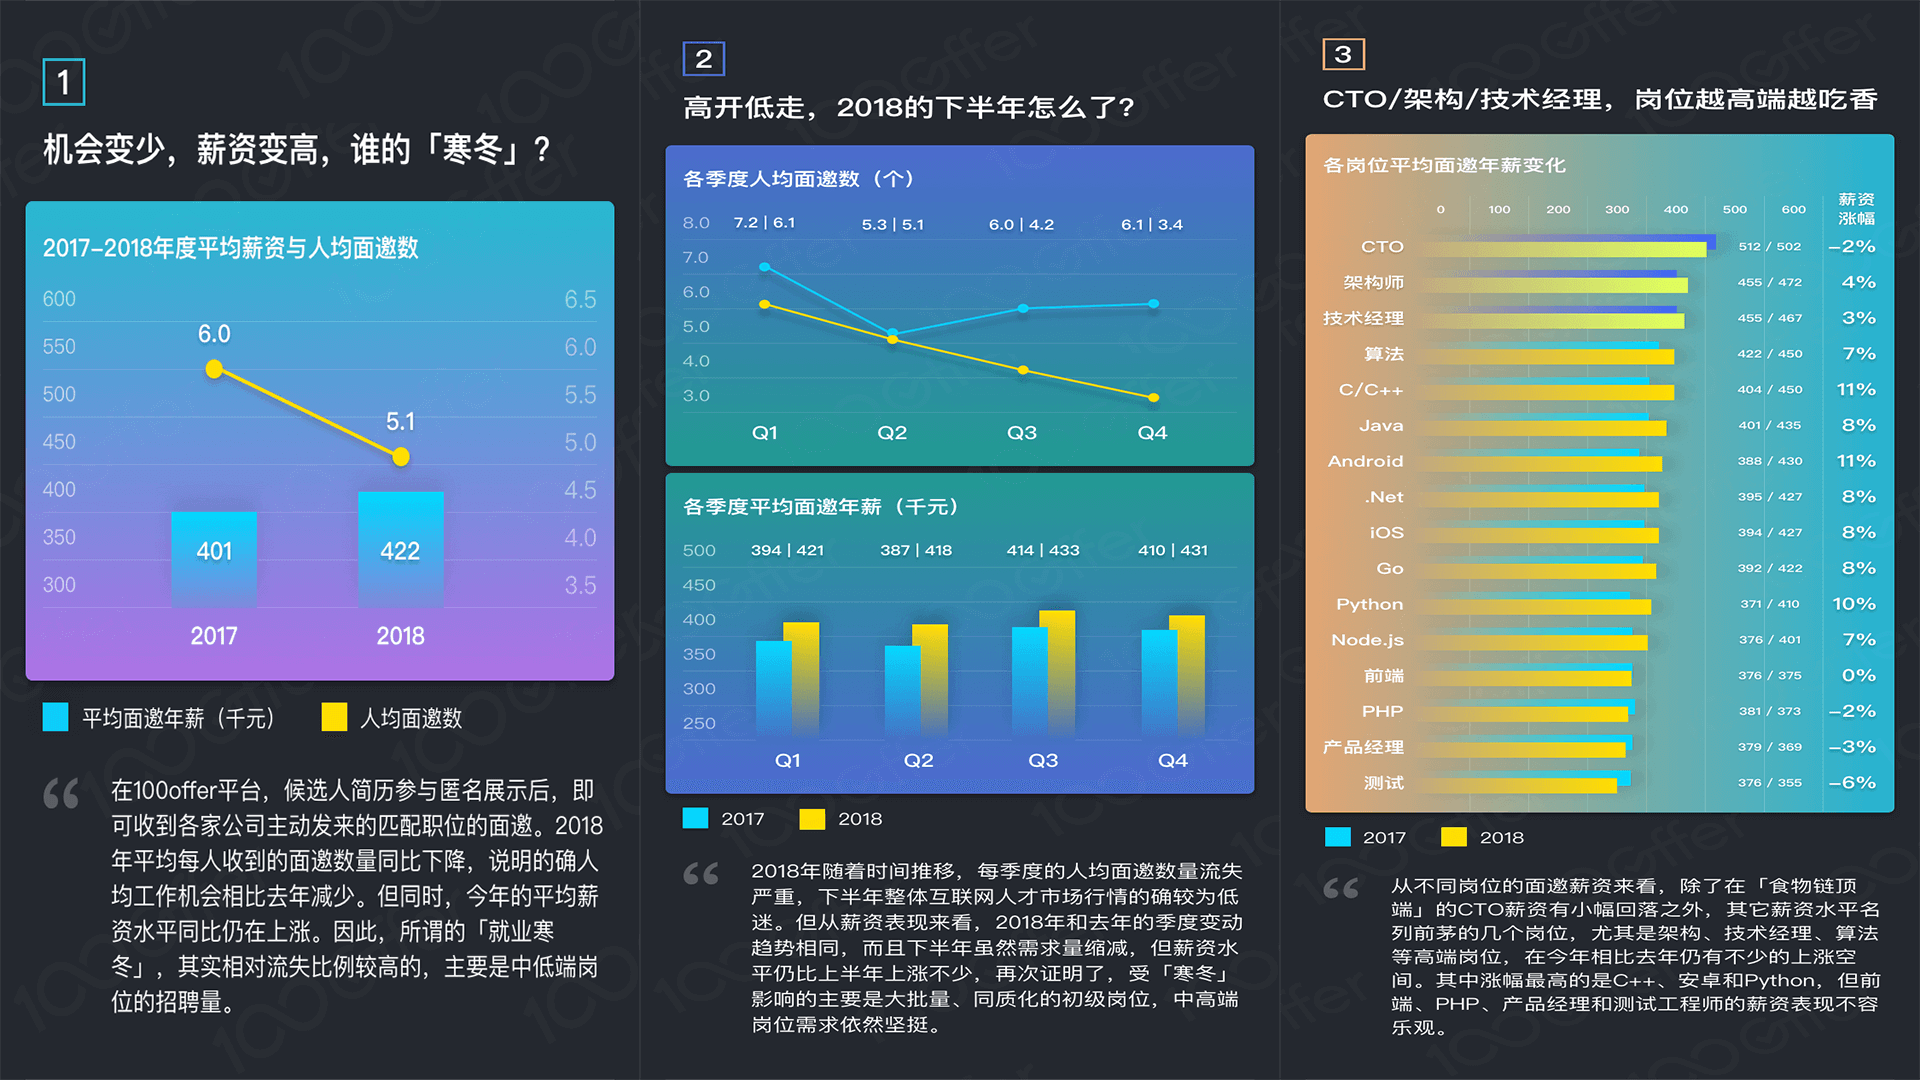 1
机会变少，薪资变高，谁的「寒冬」?
2017-2018年度平均薪资与人均面邀数
600 6.5
6.0
550 6.0
500 5.5
5.1
450 5.0
400 4.5
350 4.0
401 422
300 3.5
2017 2018
平均面邀年薪（千元） 人均面邀数
在100offer平台，候选人简历参与匿名展示后，即
可收到各家公司主动发来的匹配职位的面邀。2018
年平均每人收到的面邀数量同比下降，说明的确人
均工作机会相比去年减少。但同时，今年的平均薪
资水平同比仍在上涨。因此，所谓的「就业寒
冬」，其实相对流失比例较高的，主要是中低端岗
位的招聘量。
2
高开低走，2018的下半年怎么了?
各季度人均面邀数（个）
8.0 7.2 | 6.1 5.3 | 5.1 6.0 | 4.2 6.1 | 3.4
7.0
6.0
5.0
4.0
3.0
Q1 Q2 Q3 Q4
各季度平均面邀年薪（千元）
500 394 | 421 387 | 418 414 | 433 410 | 431
450
400
350
300
250
Q1 Q2 Q3 Q4
2017 2018
2018年随着时间推移，每季度的人均面邀数量流失
严重，下半年整体互联网人才市场行情的确较为低
迷。但从薪资表现来看，2018年和去年的季度变动
趋势相同，而且下半年虽然需求量缩减，但薪资水
平仍比上半年上涨不少，再次证明了，受「寒冬」
影响的主要是大批量、同质化的初级岗位，中高端
岗位需求依然坚挺。
3
CTO/架构/技术经理，岗位越高端越吃香
各岗位平均面邀年薪变化
0 100 200 300 400 500 600 薪资
涨幅
CTO 512 / 502 -2%
架构师 455 / 472 4%
技术经理 455 / 467 3%
算法 422 / 450 7%
C/C++ 404 / 450 11%
Java 401 / 435 8%
Android 388 / 430 11%
.Net 395 / 427 8%
iOS 394 / 427 8%
Go 392 / 422 8%
Python 371 / 410 10%
Node.js 376 / 401 7%
前端 376 / 375 0%
PHP 381 / 373 -2%
产品经理 379 / 369 -3%
测试 376 / 355 -6%
2017 2018
从不同岗位的面邀薪资来看，除了在「食物链顶
端」的CTO薪资有小幅回落之外，其它薪资水平名
列前茅的几个岗位，尤其是架构、技术经理、算法
等高端岗位，在今年相比去年仍有不少的上涨空
间。其中涨幅最高的是C++、安卓和Python，但前
端、PHP、产品经理和测试工程师的薪资表现不容
乐观。